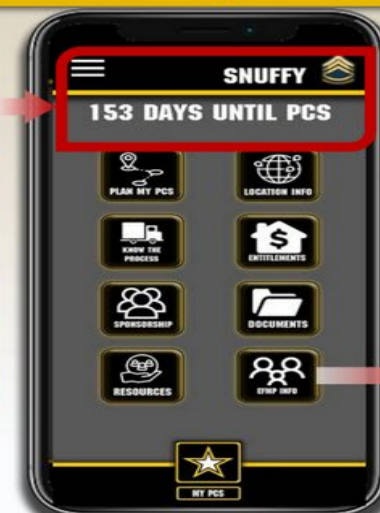 SNUFFY
153 DAYS UNTIL PCS
PLAN MY PCS
LOCATION INFO
KNOW THE
PROCESS
ENTITLEMENTS
SPONSORSHIP
DOCUMENTS
RESOURCES
EFMP INFO
MY PCS